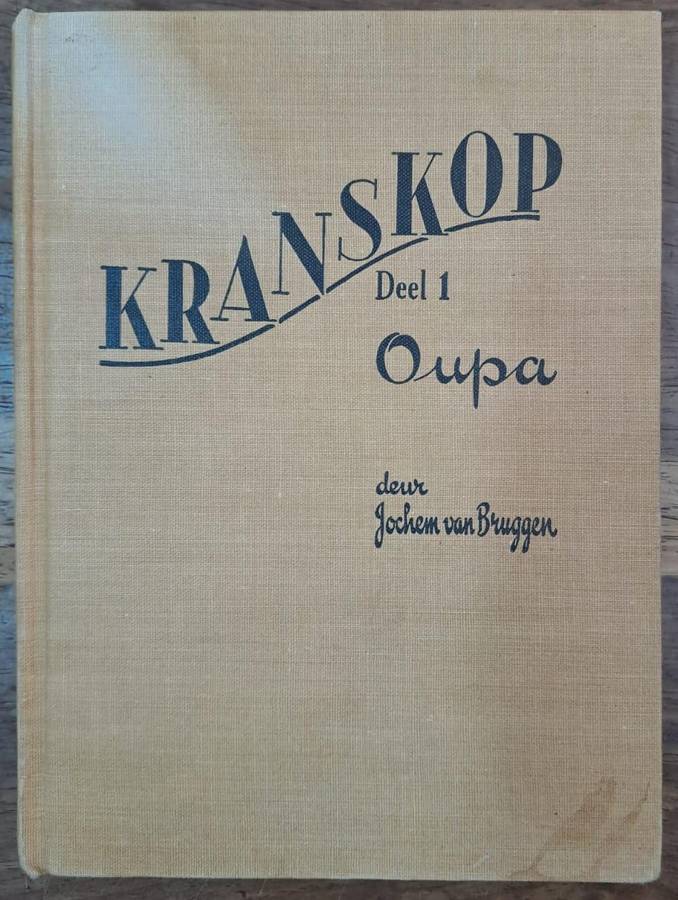 KRANSKOP
Deel 1
Oupa
deur
Jochem van Bruggen